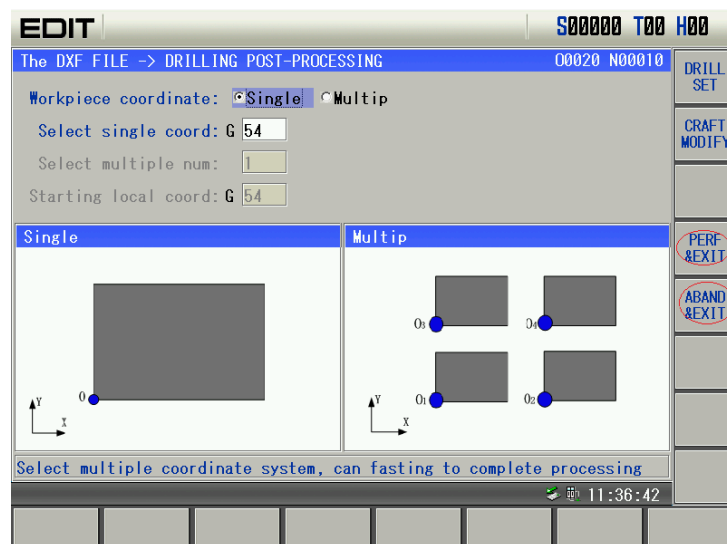 EDIT S00000 T00 H00
The DXF FILE -> DRILLING POST-PROCESSING O0020 N00010
Workpiece coordinate: Single Multip
Select single coord: G 54
Select multiple num: 1
Starting local coord: G 54
Single Multip
O3 O4
O1 O2
Y O X
Y X
Select multiple coordinate system, can fasting to complete processing
11:36:42
DRILL
SET
CRAFT
MODIFY
PERF
&EXIT
ABAND
&EXIT